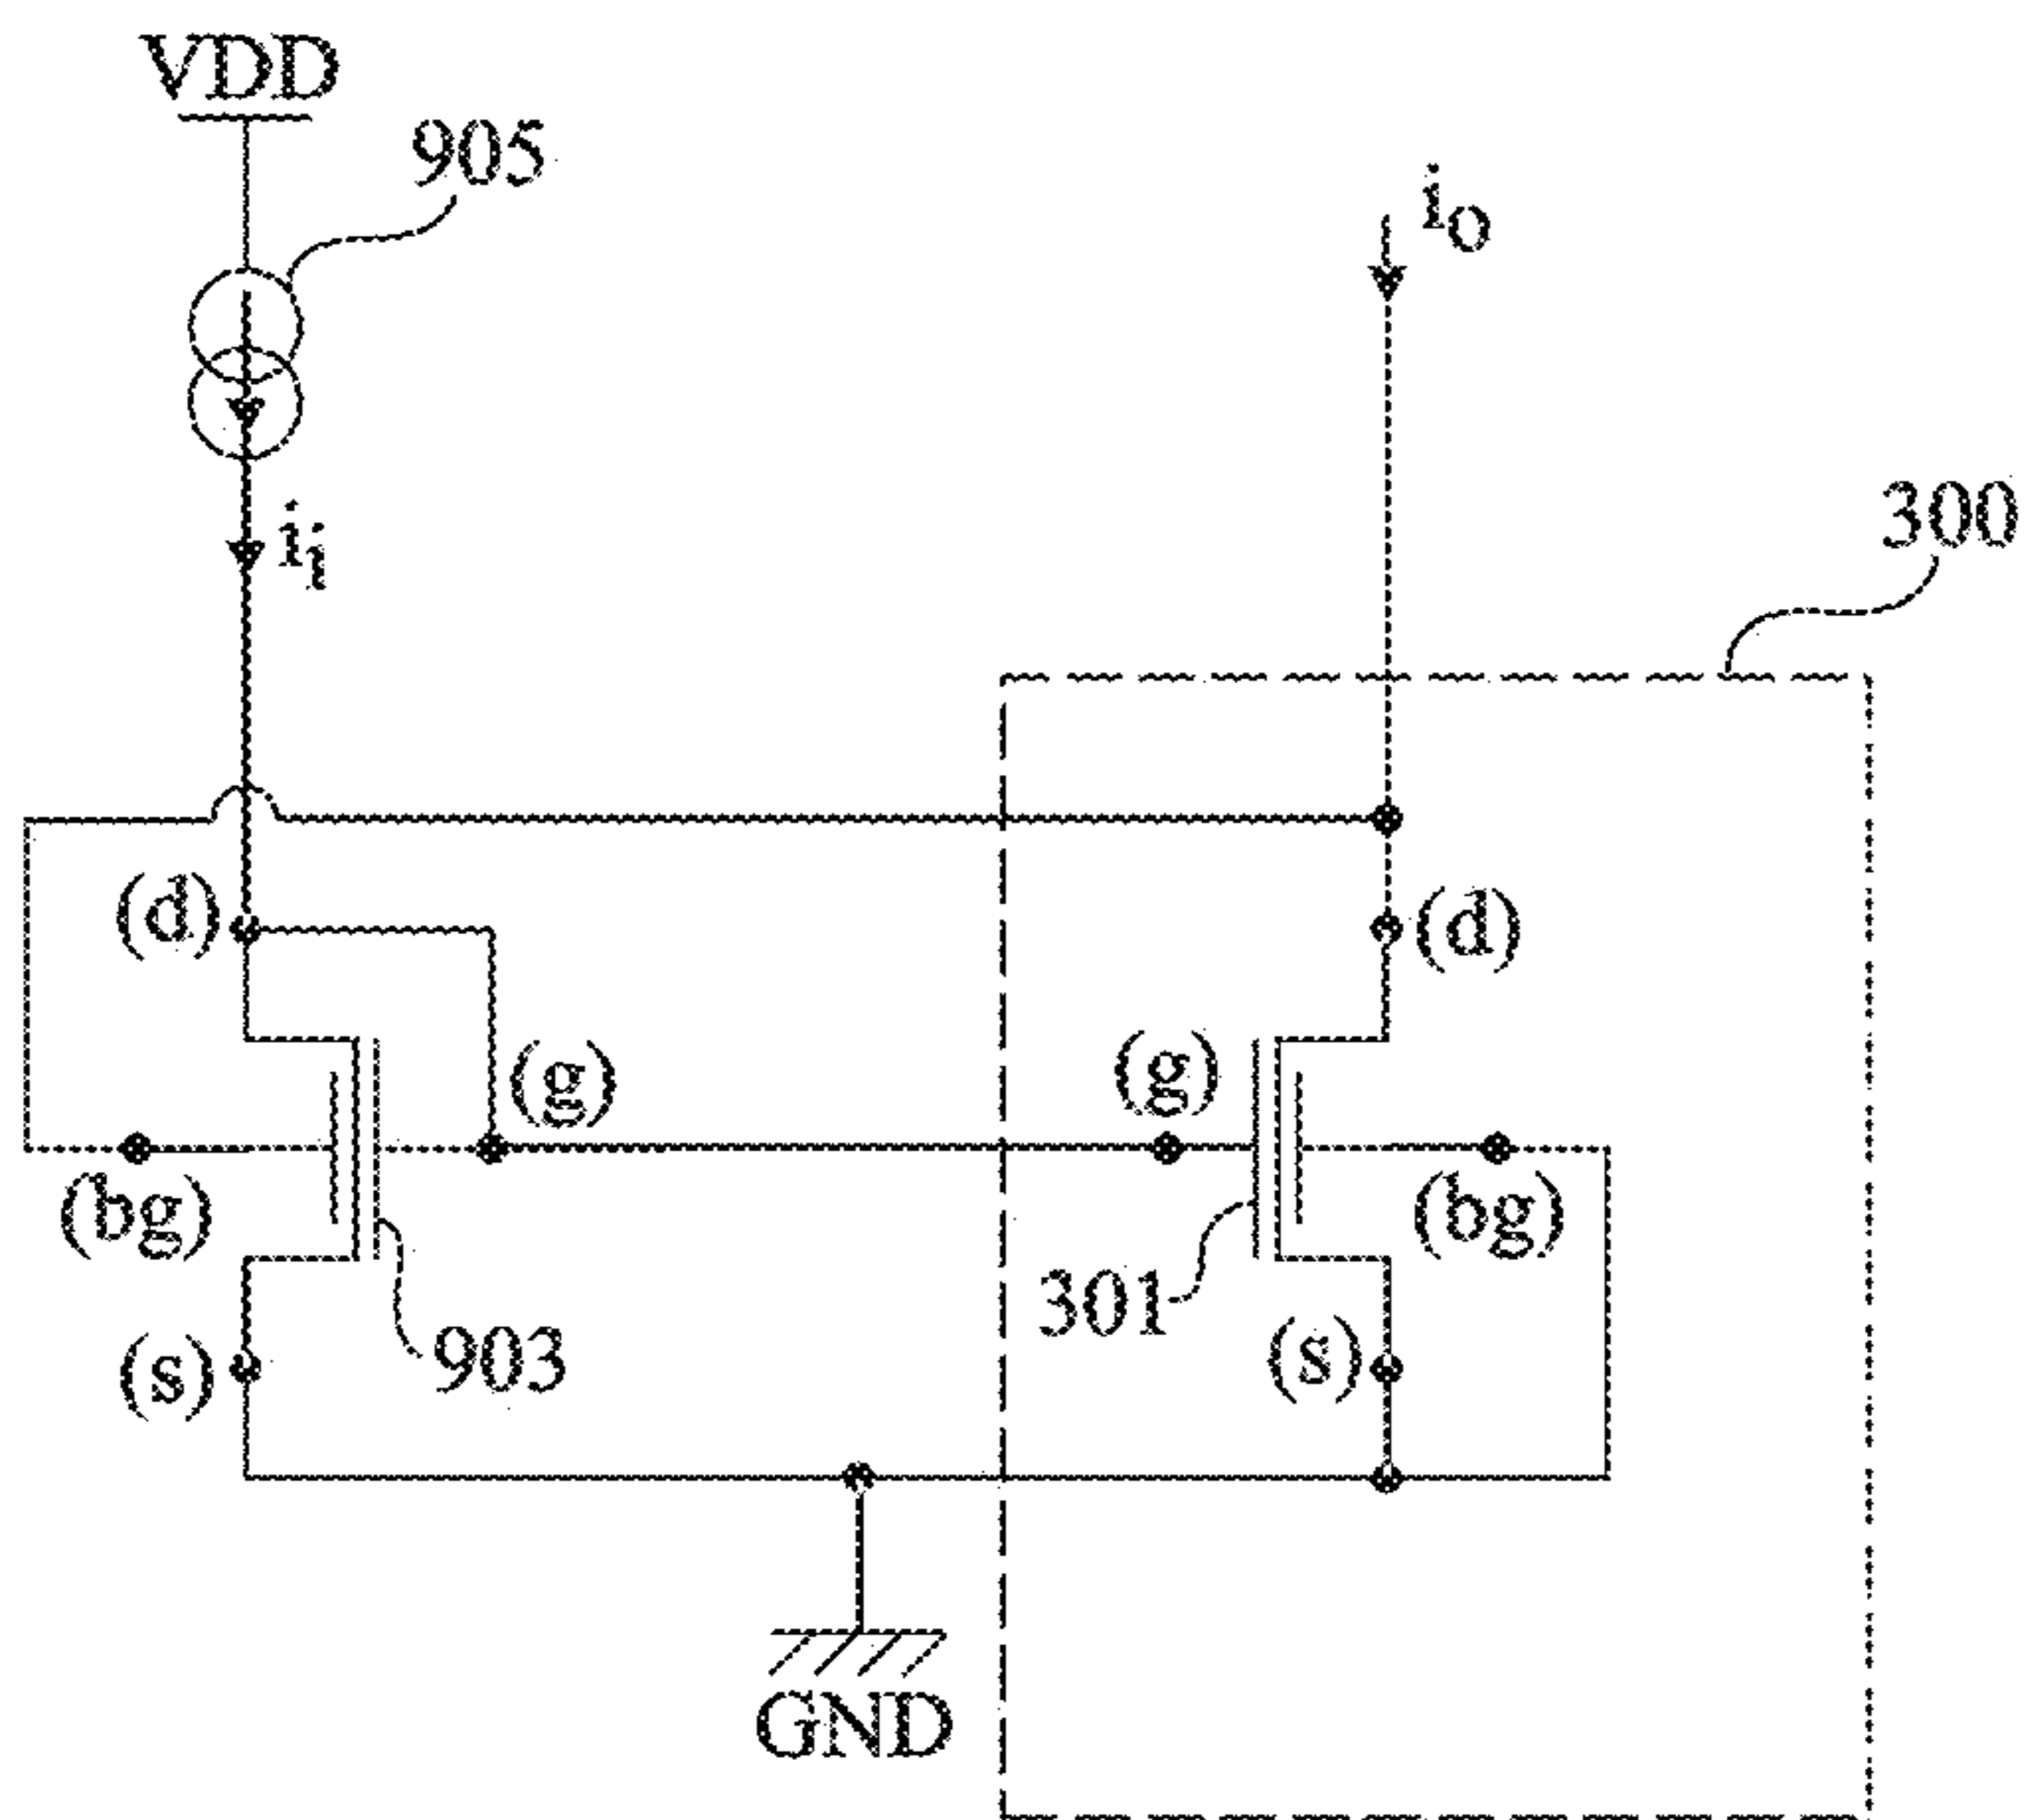 VDD
905
io
ii
300
(d)
(d)
(g)
(g)
(bg)
(bg)
301
903
(s)
(s)
GND